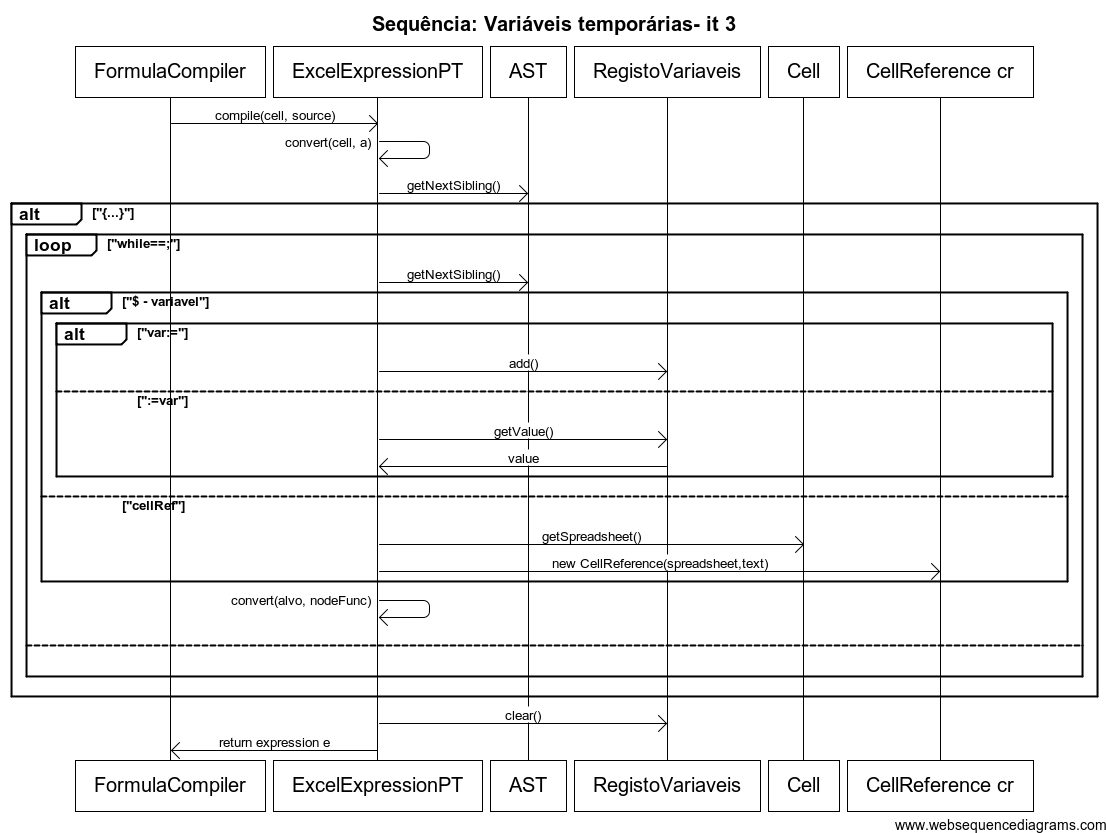 Sequência: Variáveis temporárias- it 3
FormulaCompiler
ExcelExpressionPT
AST
RegistoVariaveis
Cell
CellReference cr
compile(cell, source)
convert(cell, a)
getNextSibling()
alt
["{...}"]
loop
["while==;"]
getNextSibling()
alt
["$ - variavel"]
alt
["var:="]
add()
[":=var"]
getValue()
value
["cellRef"]
getSpreadsheet()
new CellReference(spreadsheet,text)
convert(alvo, nodeFunc)
clear()
return expression e
FormulaCompiler
ExcelExpressionPT
AST
RegistoVariaveis
Cell
CellReference cr
www.websequencediagrams.com